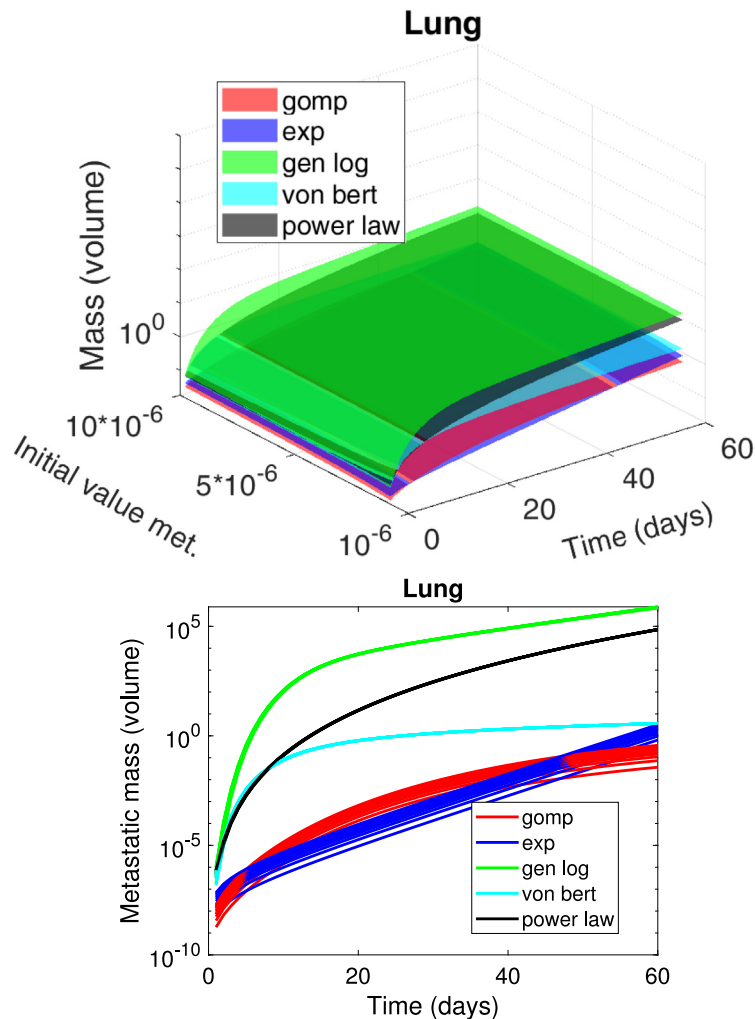 Lung
gomp
exp
gen log
von bert
power law
Mass (volume)
10^0
10*10^-6
5*10^-6
10^-6
Initial value met.
0
20
40
60
Time (days)
Lung
Metastatic mass (volume)
10^5
10^0
10^-5
10^-10
gomp
exp
gen log
von bert
power law
0
20
40
60
Time (days)